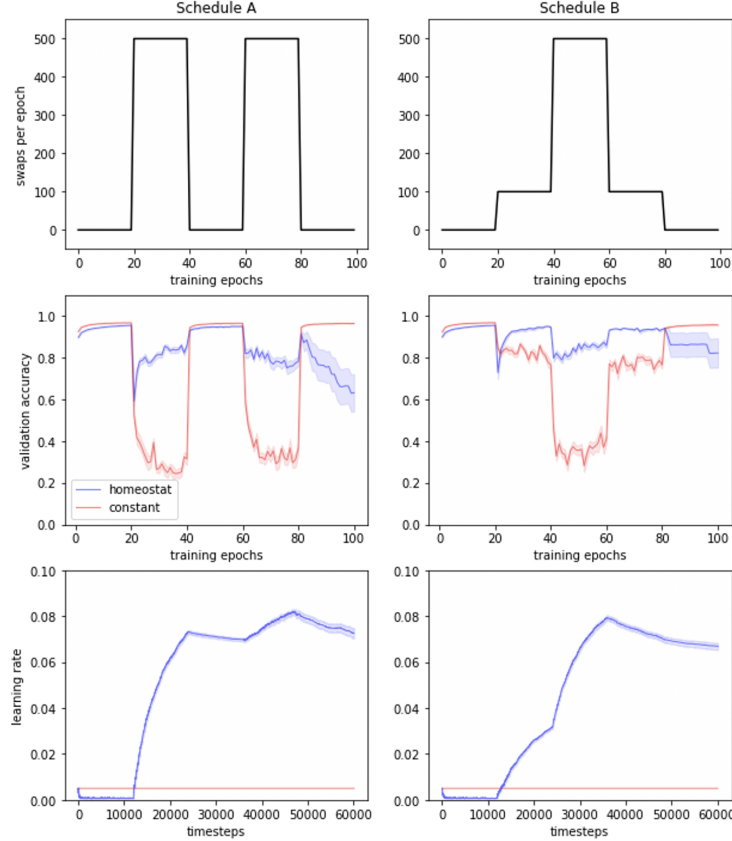 Schedule A
Schedule B
swaps per epoch
500
400
300
200
100
0
0 20 40 60 80 100
training epochs
500
400
300
200
100
0
0 20 40 60 80 100
training epochs
validation accuracy
1.0
0.8
0.6
0.4
0.2
0.0
homeostat
constant
0 20 40 60 80 100
training epochs
1.0
0.8
0.6
0.4
0.2
0.0
0 20 40 60 80 100
training epochs
learning rate
0.10
0.08
0.06
0.04
0.02
0.00
0 10000 20000 30000 40000 50000 60000
timesteps
0.10
0.08
0.06
0.04
0.02
0.00
0 10000 20000 30000 40000 50000 60000
timesteps